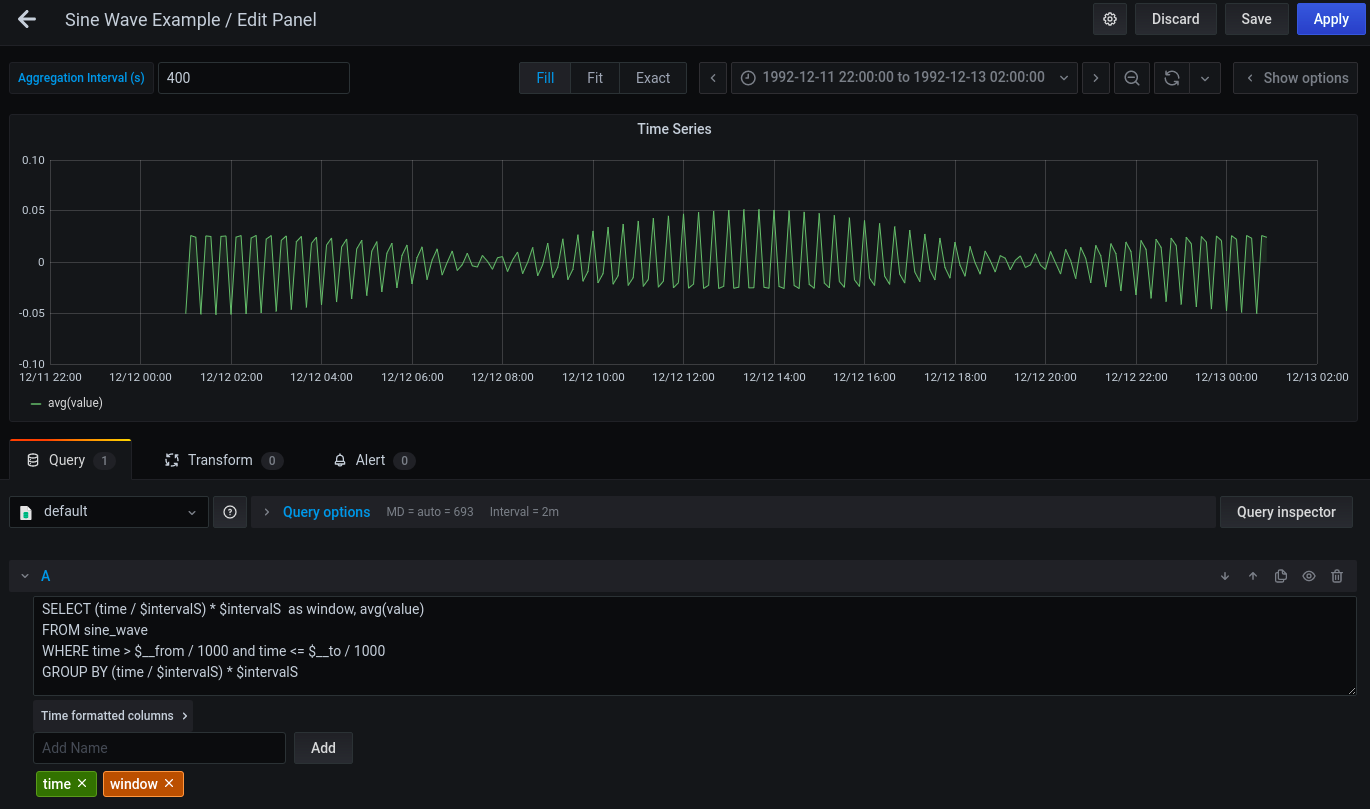 Sine Wave Example / Edit Panel
Discard
Save
Apply
Aggregation Interval (s)
400
Fill
Fit
Exact
1992-12-11 22:00:00 to 1992-12-13 02:00:00
Show options
Time Series
0.10
0.05
0
-0.05
-0.10
12/11 22:00
12/12 00:00
12/12 02:00
12/12 04:00
12/12 06:00
12/12 08:00
12/12 10:00
12/12 12:00
12/12 14:00
12/12 16:00
12/12 18:00
12/12 20:00
12/12 22:00
12/13 00:00
12/13 02:00
avg(value)
Query 1
Transform 0
Alert 0
default
Query options
MD = auto = 693
Interval = 2m
Query inspector
A
SELECT (time / $intervalS) * $intervalS  as window, avg(value)
FROM sine_wave
WHERE time > $__from / 1000 and time <= $__to / 1000
GROUP BY (time / $intervalS) * $intervalS
Time formatted columns
Add Name
Add
time
window